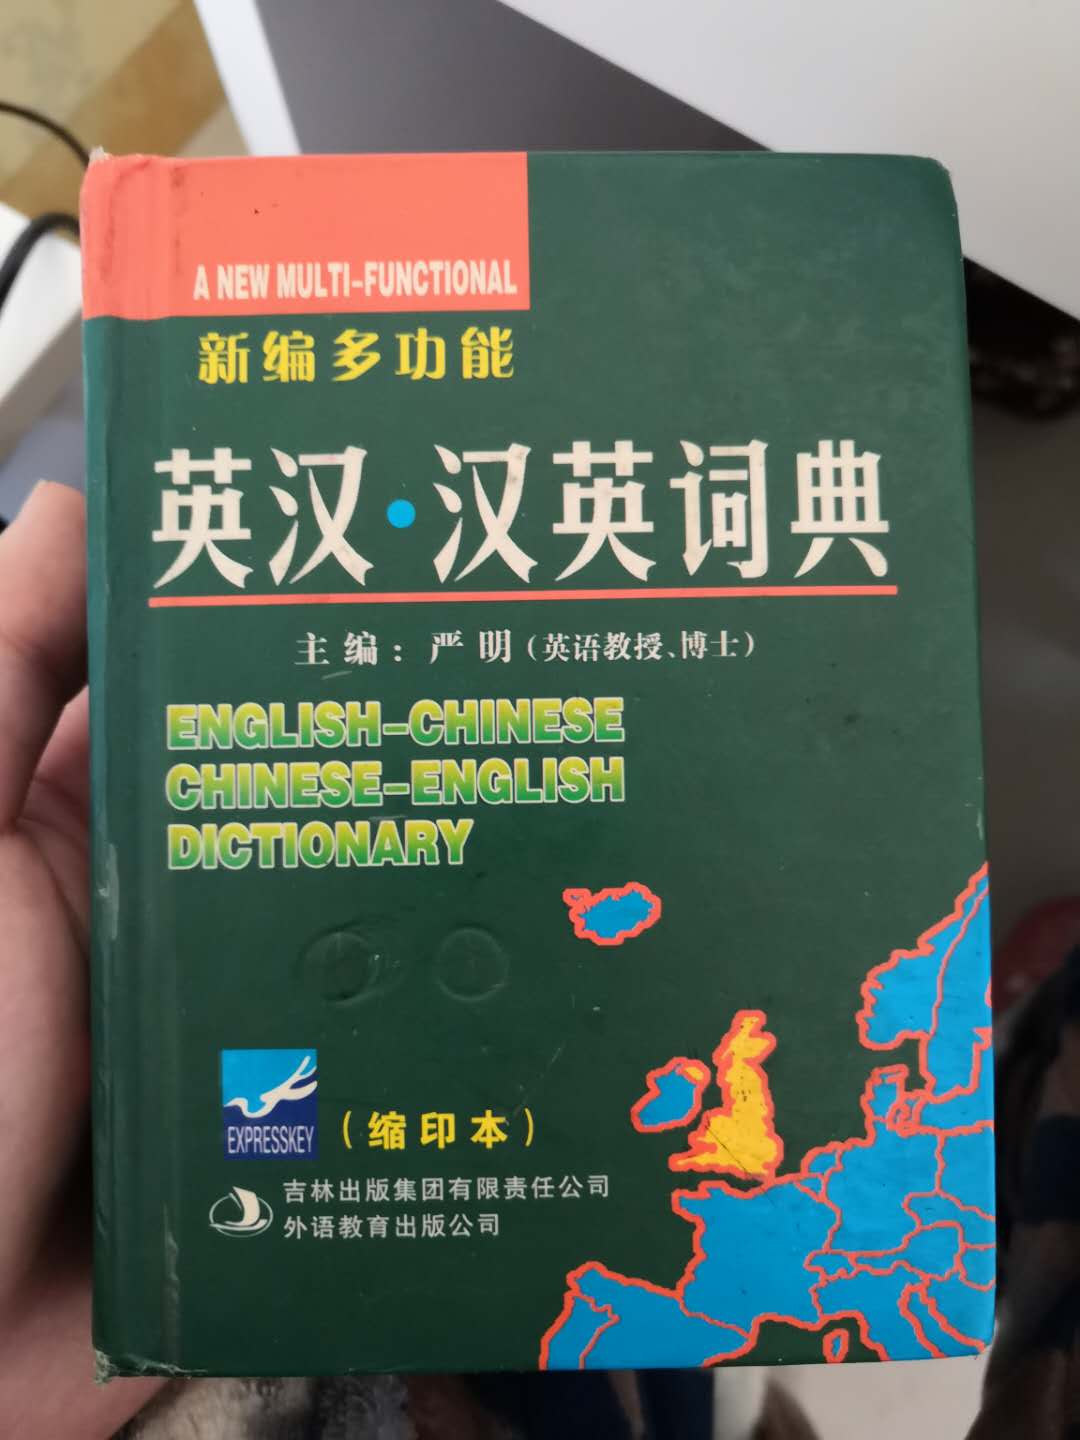 A NEW MULTI-FUNCTIONAL
新编多功能
英汉·汉英词典
主编：严明（英语教授、博士）
ENGLISH-CHINESE
CHINESE-ENGLISH
DICTIONARY
EXPRESSKEY
（缩印本）
吉林出版集团有限责任公司
外语教育出版公司